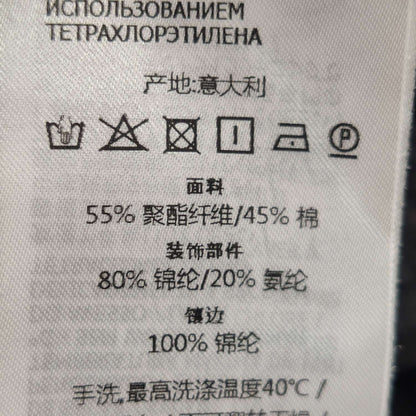 ИСПОЛЬЗОВАНИЕМ
ТЕТРАХЛОРЭТИЛЕНА
产地:意大利
P
面料
55% 聚酯纤维/45% 棉
装饰部件
80% 锦纶/20% 氨纶
镶边
100% 锦纶
手洗,最高洗涤温度40℃ /